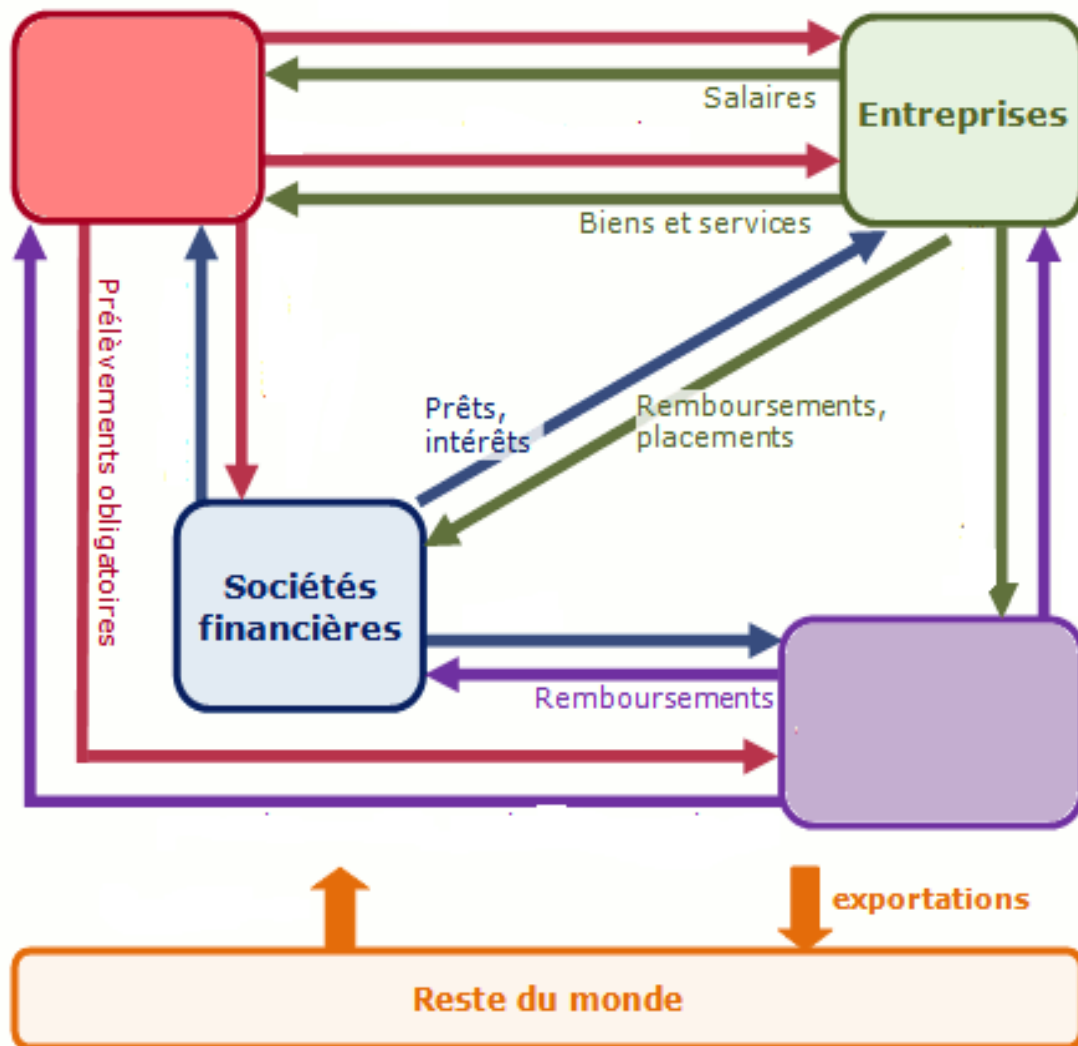 Salaires
Entreprises
Biens et services
Prélèvements obligatoires
Prêts,
intérêts
Remboursements,
placements
Sociétés
financières
Remboursements
exportations
Reste du monde